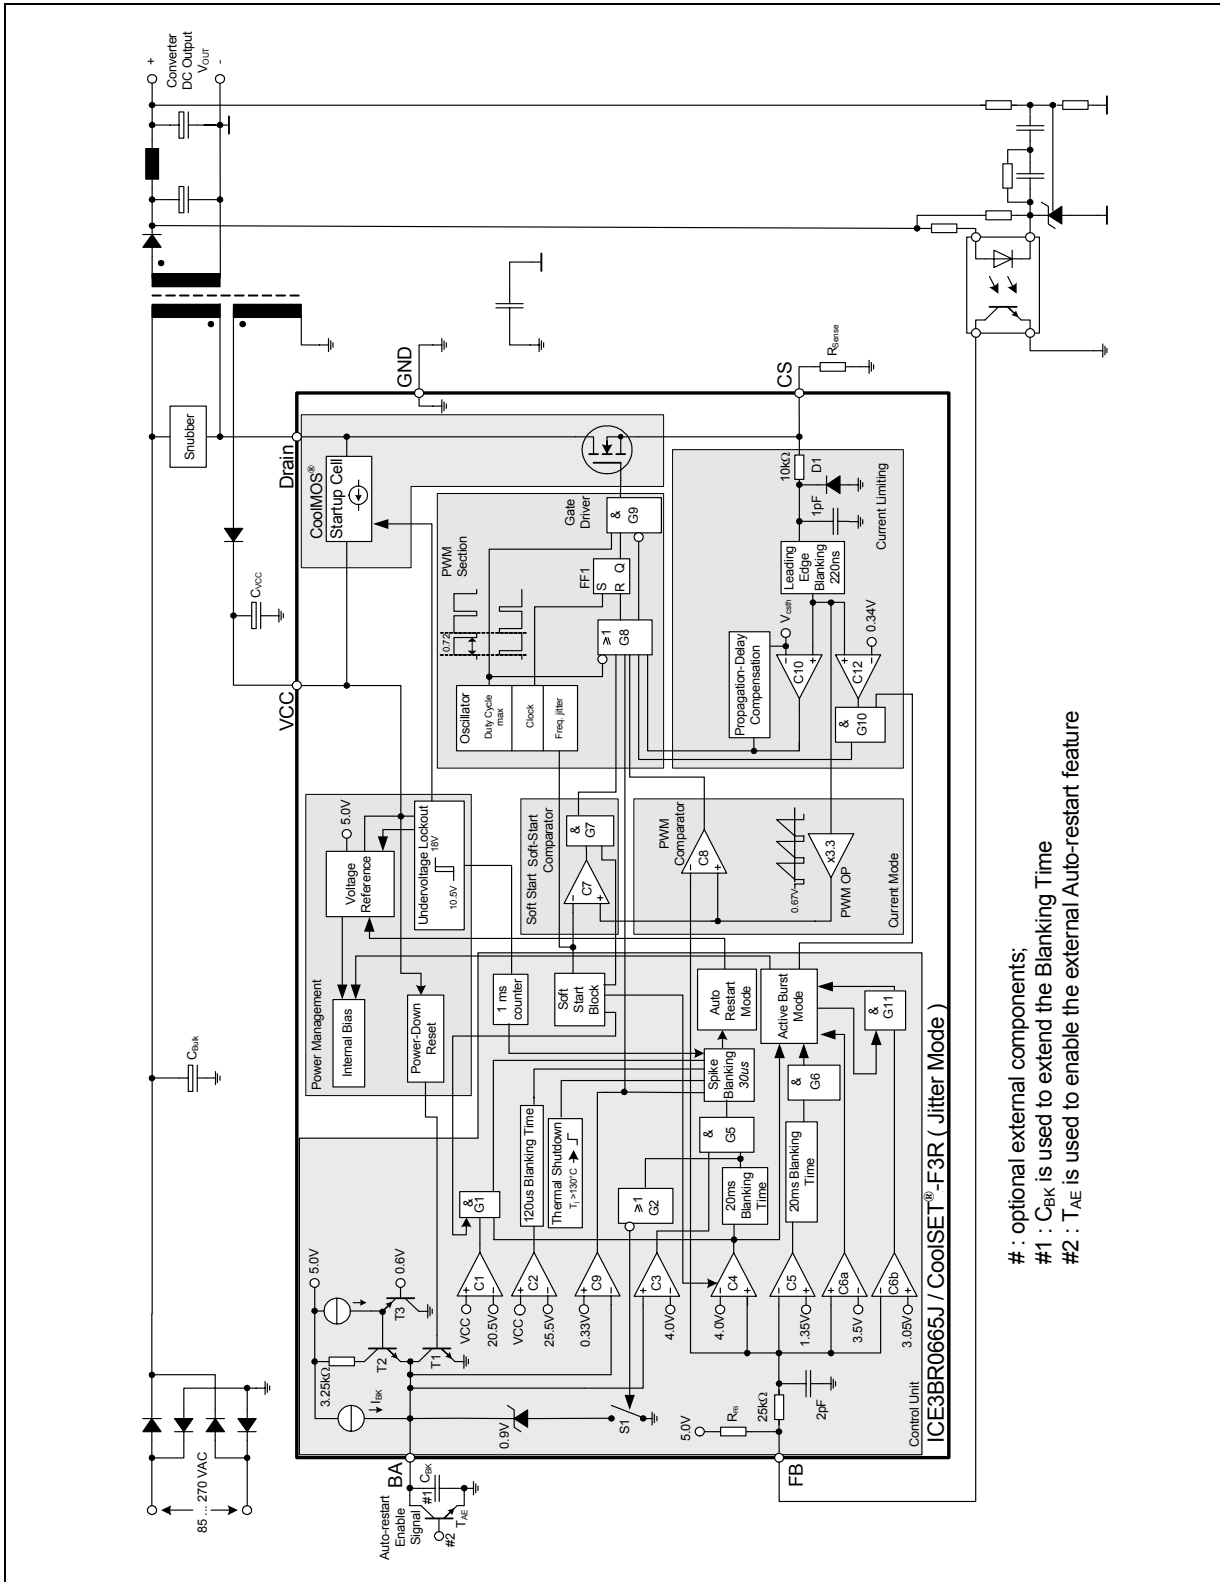 85 ... 270 VAC
CBulk
Snubber
+
Converter
DC Output
VOUT
-
CVCC
VCC
Drain
GND
CS
RSense
BA
FB
Auto-restart
Enable
Signal
#2
TAE
#1
CBK
5.0V
3.25kΩ
IBK
T2
T3
0.6V
T1
0.9V
S1
5.0V
RFB
25kΩ
2pF
Control Unit
VCC
20.5V
C1
&
G1
VCC
25.5V
C2
120us Blanking Time
Thermal Shutdown
Tj >130°C
0.33V
C9
≥1
G2
4.0V
C3
4.0V
C4
20ms
Blanking
Time
&
G5
1.35V
C5
20ms Blanking
Time
&
G6
3.5V
C6a
3.05V
C6b
&
G11
Spike
Blanking
30us
Auto
Restart
Mode
Active Burst
Mode
1 ms
counter
Power Management
Internal Bias
Voltage
Reference
5.0V
Power-Down
Reset
Undervoltage Lockout
18V
10.5V
Soft
Start
Block
Soft Start
Soft-Start
Comparator
C7
&
G7
PWM
Comparator
C8
0.67V
x3.3
PWM OP
Current Mode
CoolMOS®
Startup Cell
PWM
Section
Oscillator
Duty Cycle
max
Clock
Freq. jitter
≥1
G8
FF1
S
R
Q
Gate
Driver
&
G9
Propagation-Delay
Compensation
Vcsth
C10
C12
0.34V
&
G10
Leading
Edge
Blanking
220ns
10kΩ
D1
1pF
Current Limiting
ICE3BR0665J / CoolSET®-F3R ( Jitter Mode )
# : optional external components;
#1 : CBK is used to extend the Blanking Time
#2 : TAE is used to enable the external Auto-restart feature